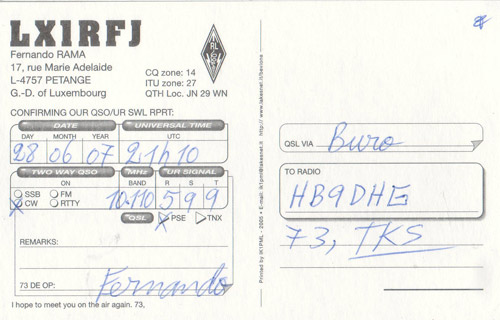 LX1RFJ
Fernando RAMA
17, rue Marie Adelaide
L-4757 PETANGE
G.-D. of Luxembourg
CQ zone: 14
ITU zone: 27
QTH Loc. JN 29 WN
CONFIRMING OUR QSO/UR SWL RPRT:
DATE UNIVERSAL TIME
DAY MONTH YEAR UTC
28 06 07 21h10
TWO WAY QSO MHz UR SIGNAL
ON BAND R S T
SSB FM
CW RTTY
10.110 5 9 9
QSL PSE TNX
REMARKS:
73 DE OP: Fernando
I hope to meet you on the air again. 73,
QSL VIA Buro
TO RADIO
HB9DHG
73, TKS